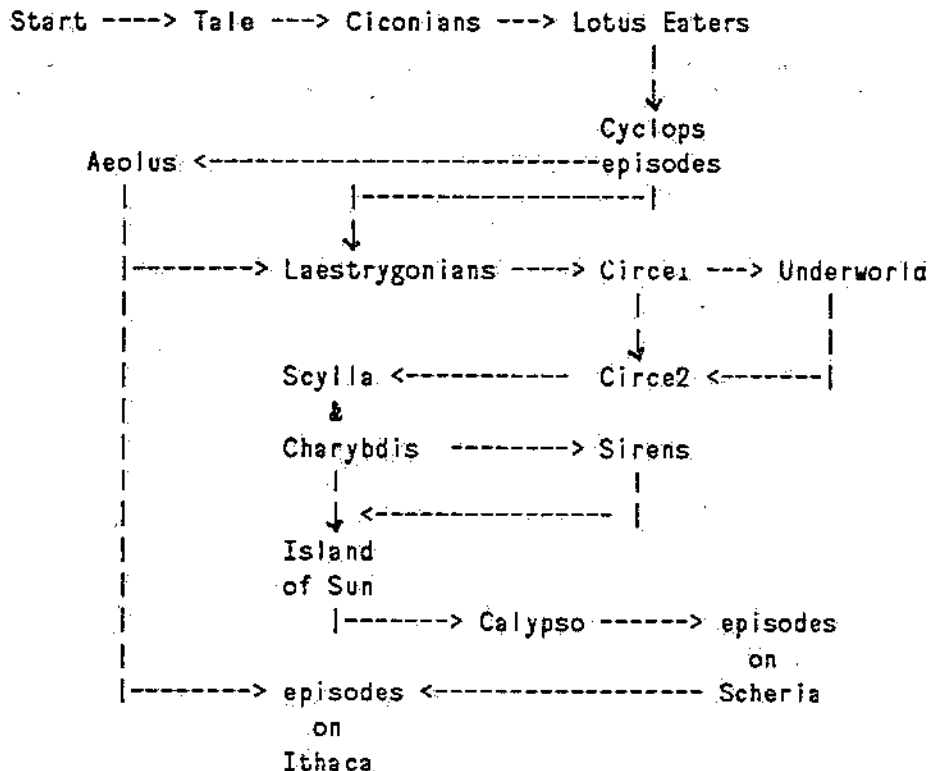 Start ----> Tale ---> Ciconians ---> Lotus Eaters
Cyclops
Aeolus <------------------episodes
Laestrygonians ----> Circe1 ---> Underworld
Scylla <---------- Circe2 <-------
&
Charybdis -------> Sirens
Island
of Sun
Calypso ------> episodes
on
episodes <--------------- Scheria
on
Ithaca